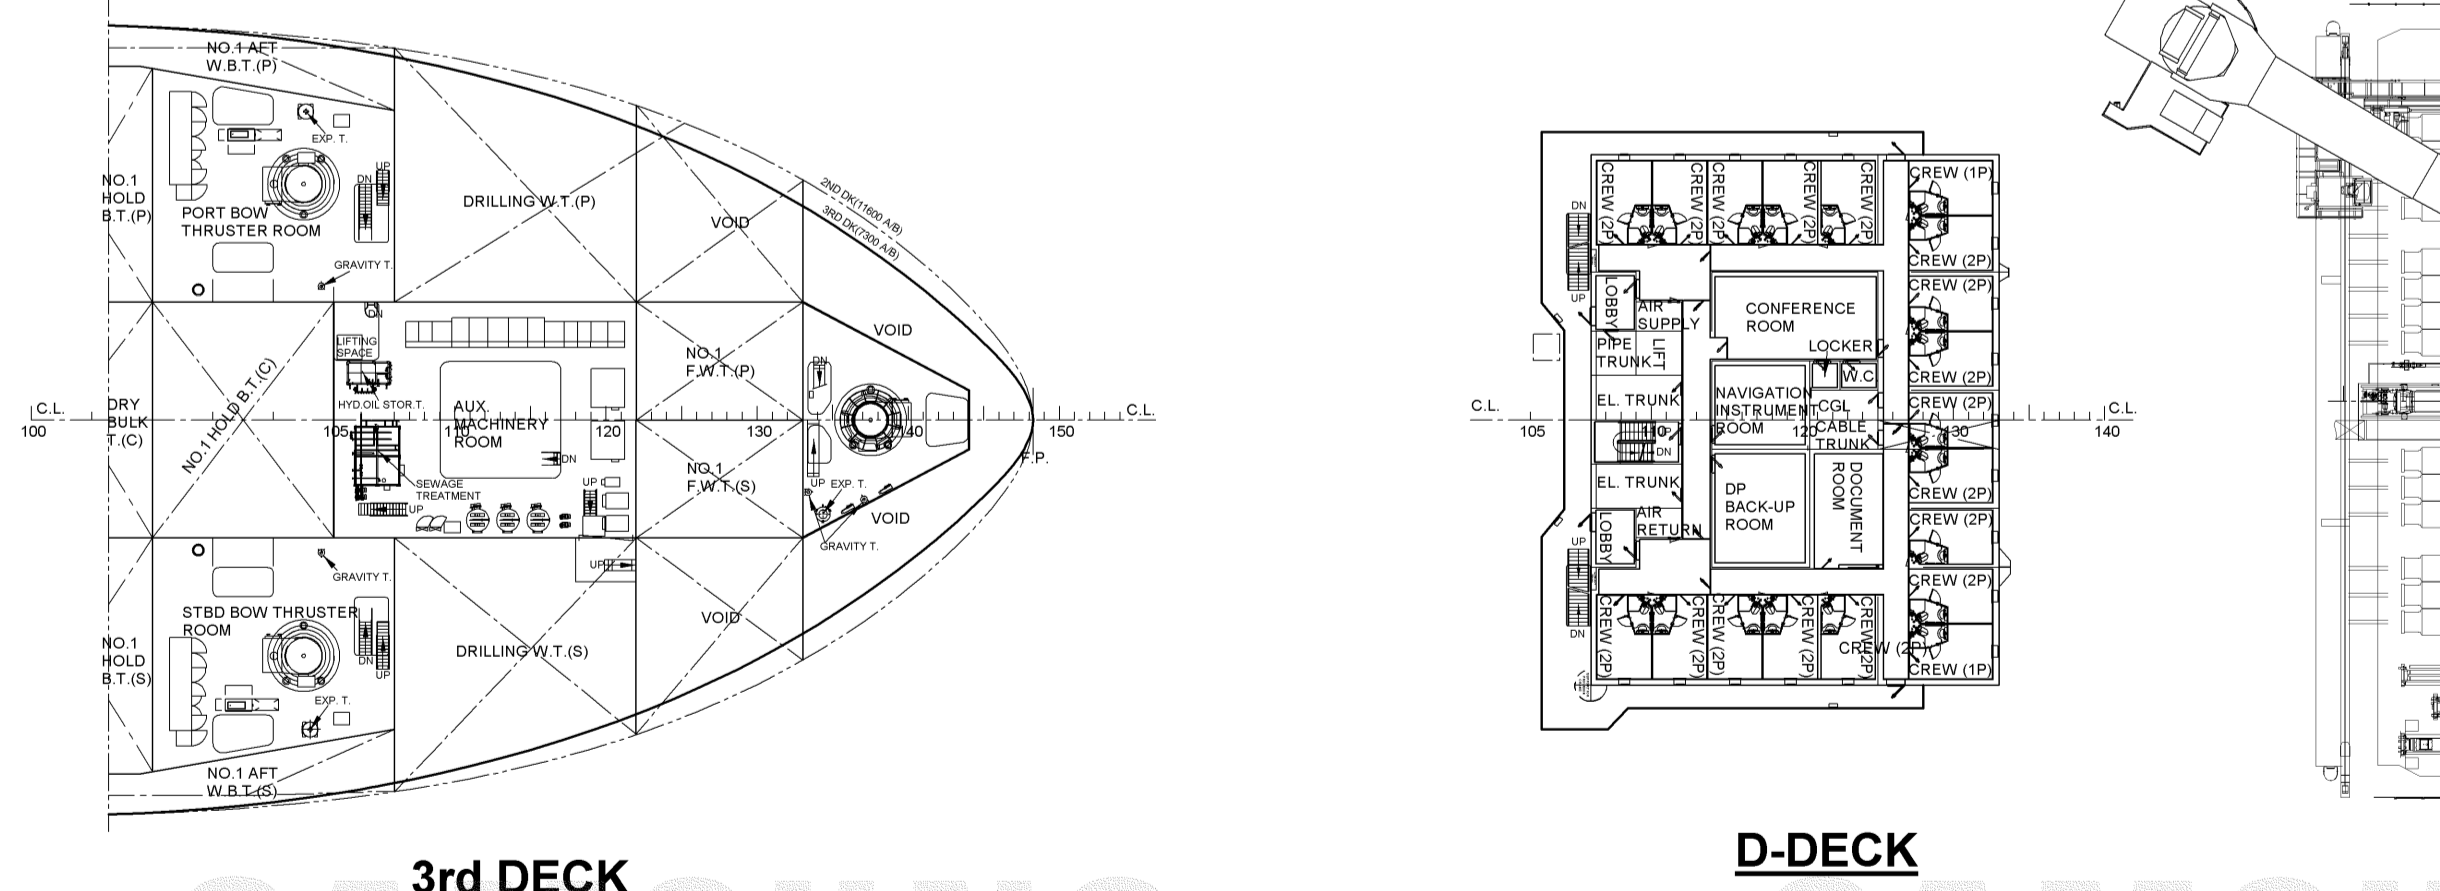 NO.1 AFT
W.B.T.(P)
EXP. T.
UP
DN
NO.1
HOLD
B.T.(P)
PORT BOW
THRUSTER ROOM
GRAVITY T.
DRILLING W.T.(P)
VOID
2ND DK(11600 A/B)
3RD DK(7300 A/B)
VOID
DN
LIFTING
SPACE
HYD.OIL STOR.T.
NO.1 HOLD B.T.(C)
DRY
BULK
T.(C)
AUX.
MACHINERY
ROOM
DN
NO.1
F.W.T.(P)
DN
C.L.
100
105
110
120
130
140
150
C.L.
F.P.
NO.1
F.W.T.(S)
SEWAGE
TREATMENT
UP
UP
UP
EXP. T.
VOID
GRAVITY T.
UP
GRAVITY T.
STBD BOW THRUSTER
ROOM
NO.1
HOLD
B.T.(S)
DN
UP
EXP. T.
DRILLING W.T.(S)
VOID
NO.1 AFT
W.B.T.(S)
3rd DECK
CREW (2P)
CREW (2P)
CREW (2P)
CREW (2P)
CREW (2P)
CREW (1P)
CREW (2P)
CREW (2P)
CREW (2P)
CREW (2P)
CREW (2P)
CREW (2P)
CREW (2P)
CREW (1P)
DN
UP
LOBBY
AIR
SUPPLY
PIPE
TRUNK
LIFT
CONFERENCE
ROOM
LOCKER
W.C
EL. TRUNK
NAVIGATION
INSTRUMENT
ROOM
CGL
CABLE
TRUNK
C.L.
105
110
120
130
140
C.L.
UP
DN
EL. TRUNK
DP
BACK-UP
ROOM
DOCUMENT
ROOM
LOBBY
AIR
RETURN
UP
DN
CREW (2P)
CREW (2P)
CREW (2P)
CREW (2P)
CREW (2P)
CREW (2P)
D-DECK